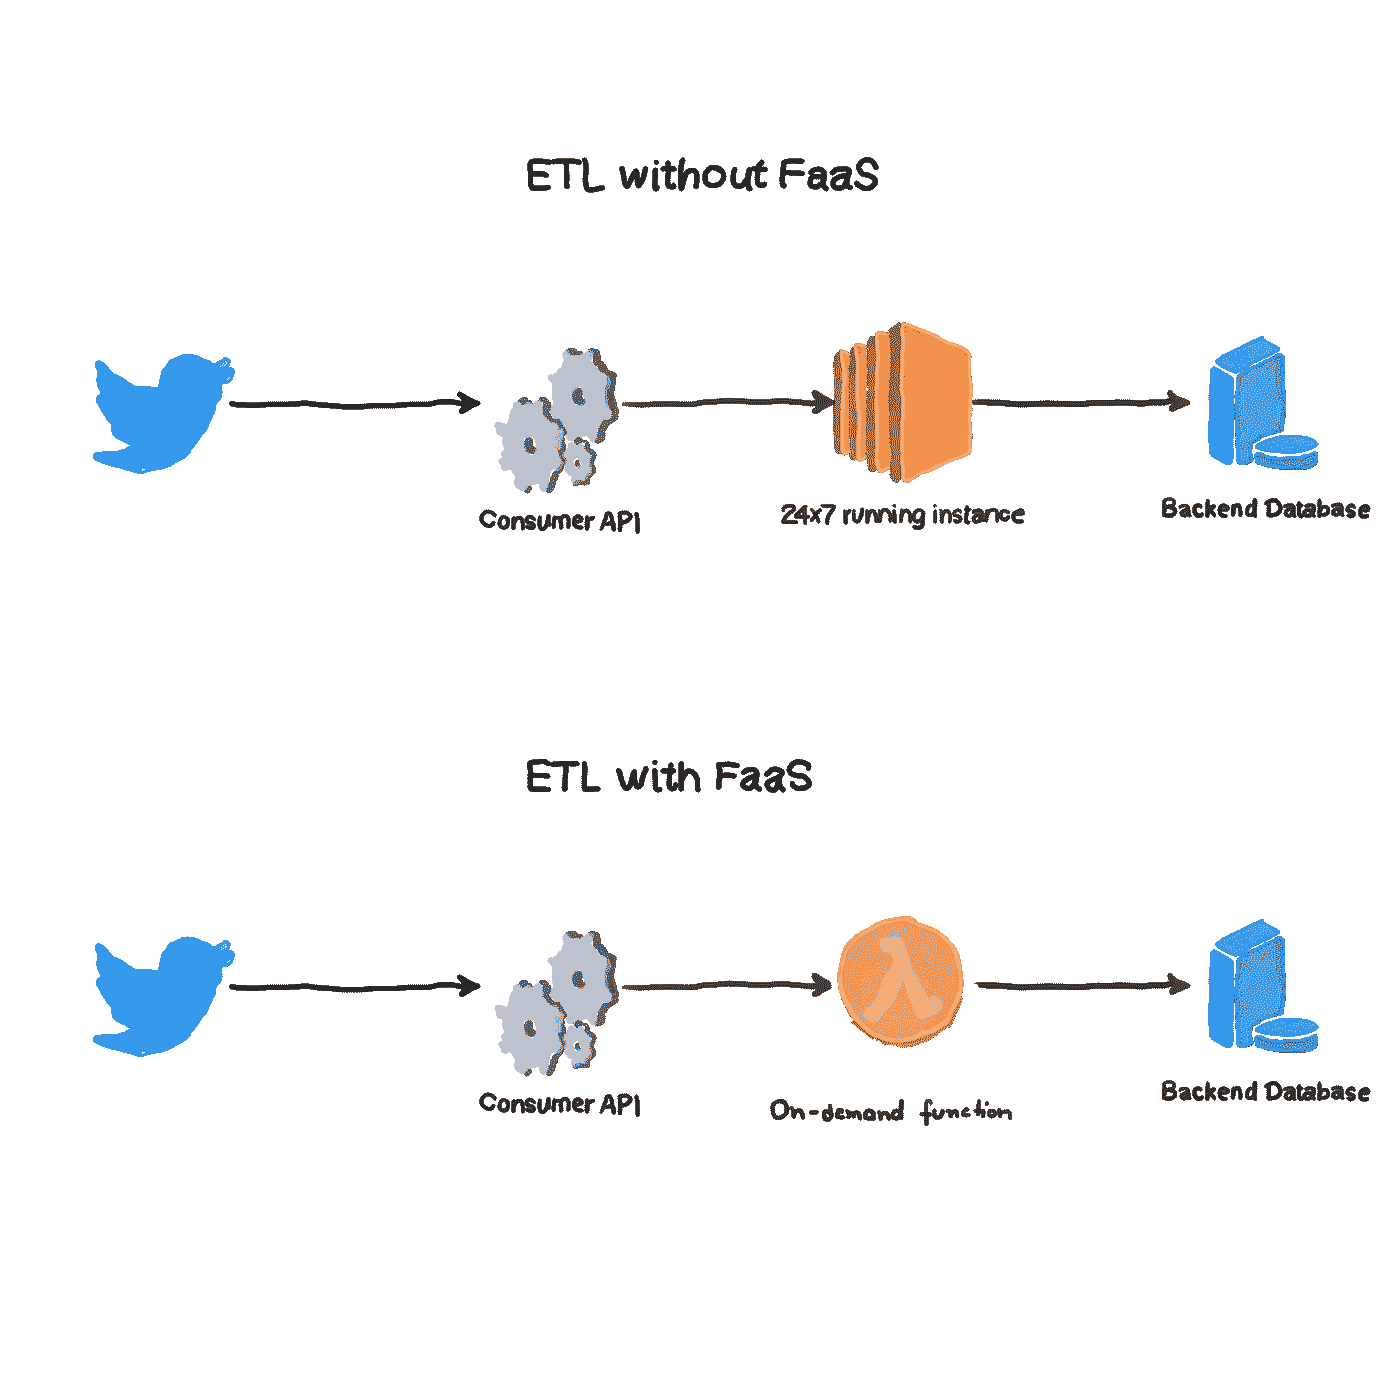 ETL without FaaS
Consumer API
24x7 running instance
Backend Database
ETL with FaaS
Consumer API
On-demand function
Backend Database